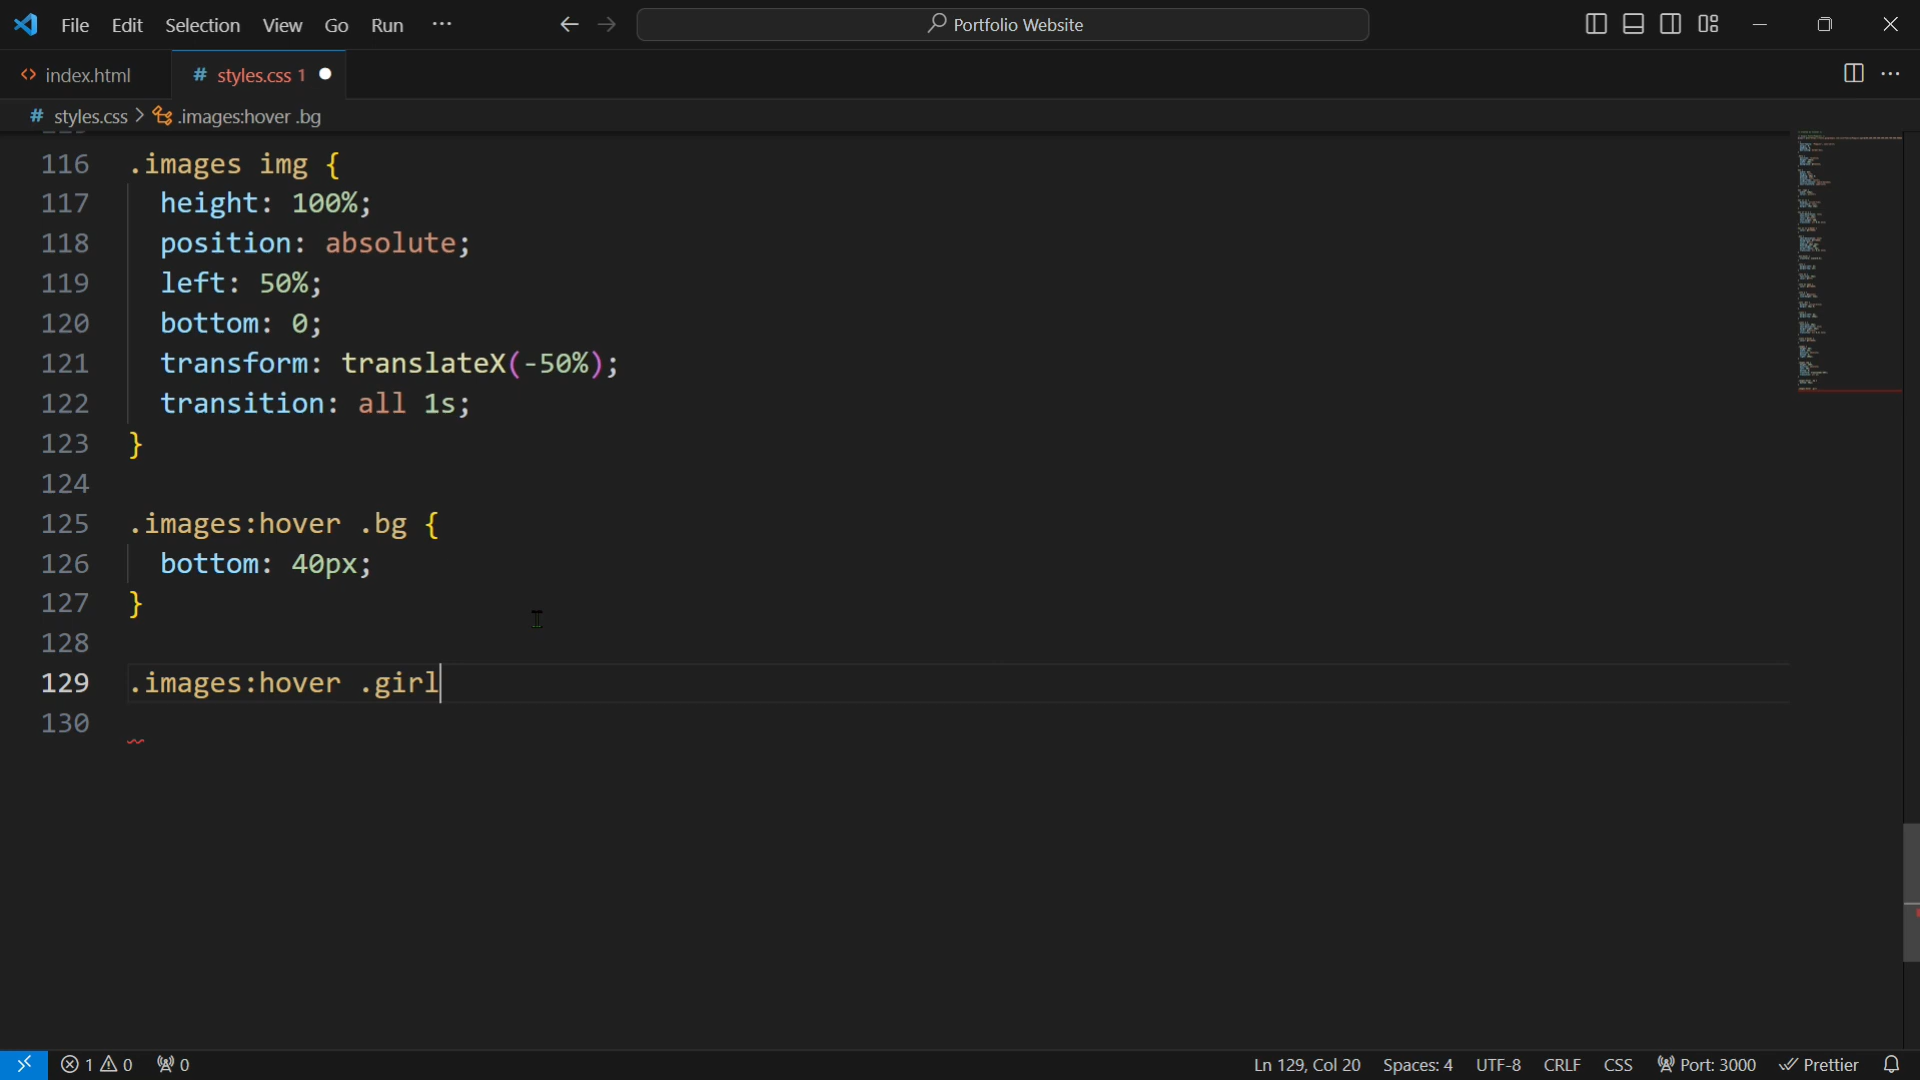 File Edit Selection View Go Run ··· Portfolio Website
index.html # styles.css 1
# styles.css > .images:hover .bg
116 .images img {
117 height: 100%;
118 position: absolute;
119 left: 50%;
120 bottom: 0;
121 transform: translateX(-50%);
122 transition: all 1s;
123 }
124
125 .images:hover .bg {
126 bottom: 40px;
127 }
128
129 .images:hover .girl
130
1 0 0 Ln 129, Col 20 Spaces: 4 UTF-8 CRLF CSS Port: 3000 Prettier